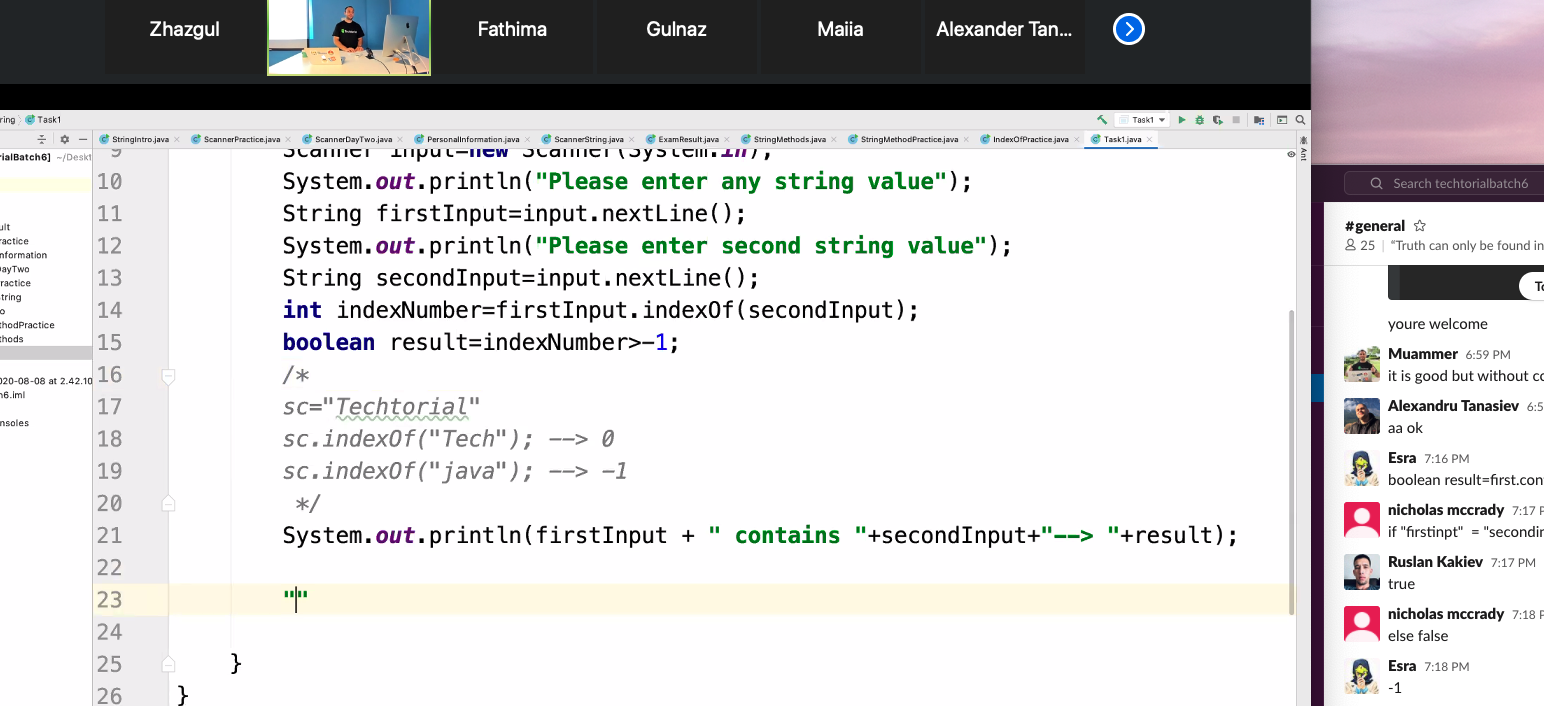 Zhazgul
Fathima
Gulnaz
Maiia
Alexander Tan...
ring
Task1
Task1
StringIntro.java
ScannerPractice.java
ScannerDayTwo.java
PersonalInformation.java
ScannerString.java
ExamResult.java
StringMethods.java
StringMethodPractice.java
IndexOfPractice.java
Task1.java
Ant
rialBatch6] ~/Deskt
ult
ractice
nformation
DayTwo
ractice
tring
o
hodPractice
hods
020-08-08 at 2.42.10
h6.iml
nsoles
9 Scanner input=new Scanner(System.in);
10 System.out.println("Please enter any string value");
11 String firstInput=input.nextLine();
12 System.out.println("Please enter second string value");
13 String secondInput=input.nextLine();
14 int indexNumber=firstInput.indexOf(secondInput);
15 boolean result=indexNumber>-1;
16 /*
17 sc="Techtorial"
18 sc.indexOf("Tech"); --> 0
19 sc.indexOf("java"); --> -1
20 */
21 System.out.println(firstInput + " contains "+secondInput+"--> "+result);
22
23 ""
24
25 }
26 }
Search techtorialbatch6
#general
25 | “Truth can only be found in
To
youre welcome
Muammer 6:59 PM
it is good but without co
Alexandru Tanasiev 6:5
aa ok
Esra 7:16 PM
boolean result=first.con
nicholas mccrady 7:17 P
if "firstinpt" = "secondin
Ruslan Kakiev 7:17 PM
true
nicholas mccrady 7:18 P
else false
Esra 7:18 PM
-1